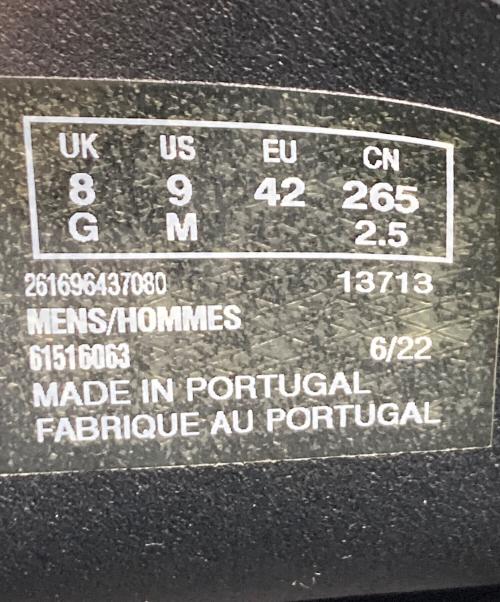 UK US EU CN
8 9 42 265
G M 2.5
261696437080 13713
MENS/HOMMES
61516063 6/22
MADE IN PORTUGAL
FABRIQUE AU PORTUGAL